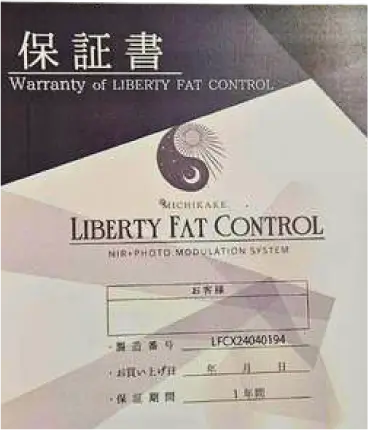 保証書
Warranty of LIBERTY FAT CONTROL
MICHIKAKE
LIBERTY FAT CONTROL
NIR+PHOTO MODULATION SYSTEM
お客様
・製造番号 LFCX24040194
・お買い上げ日 年 月 日
・保証期間 1年間